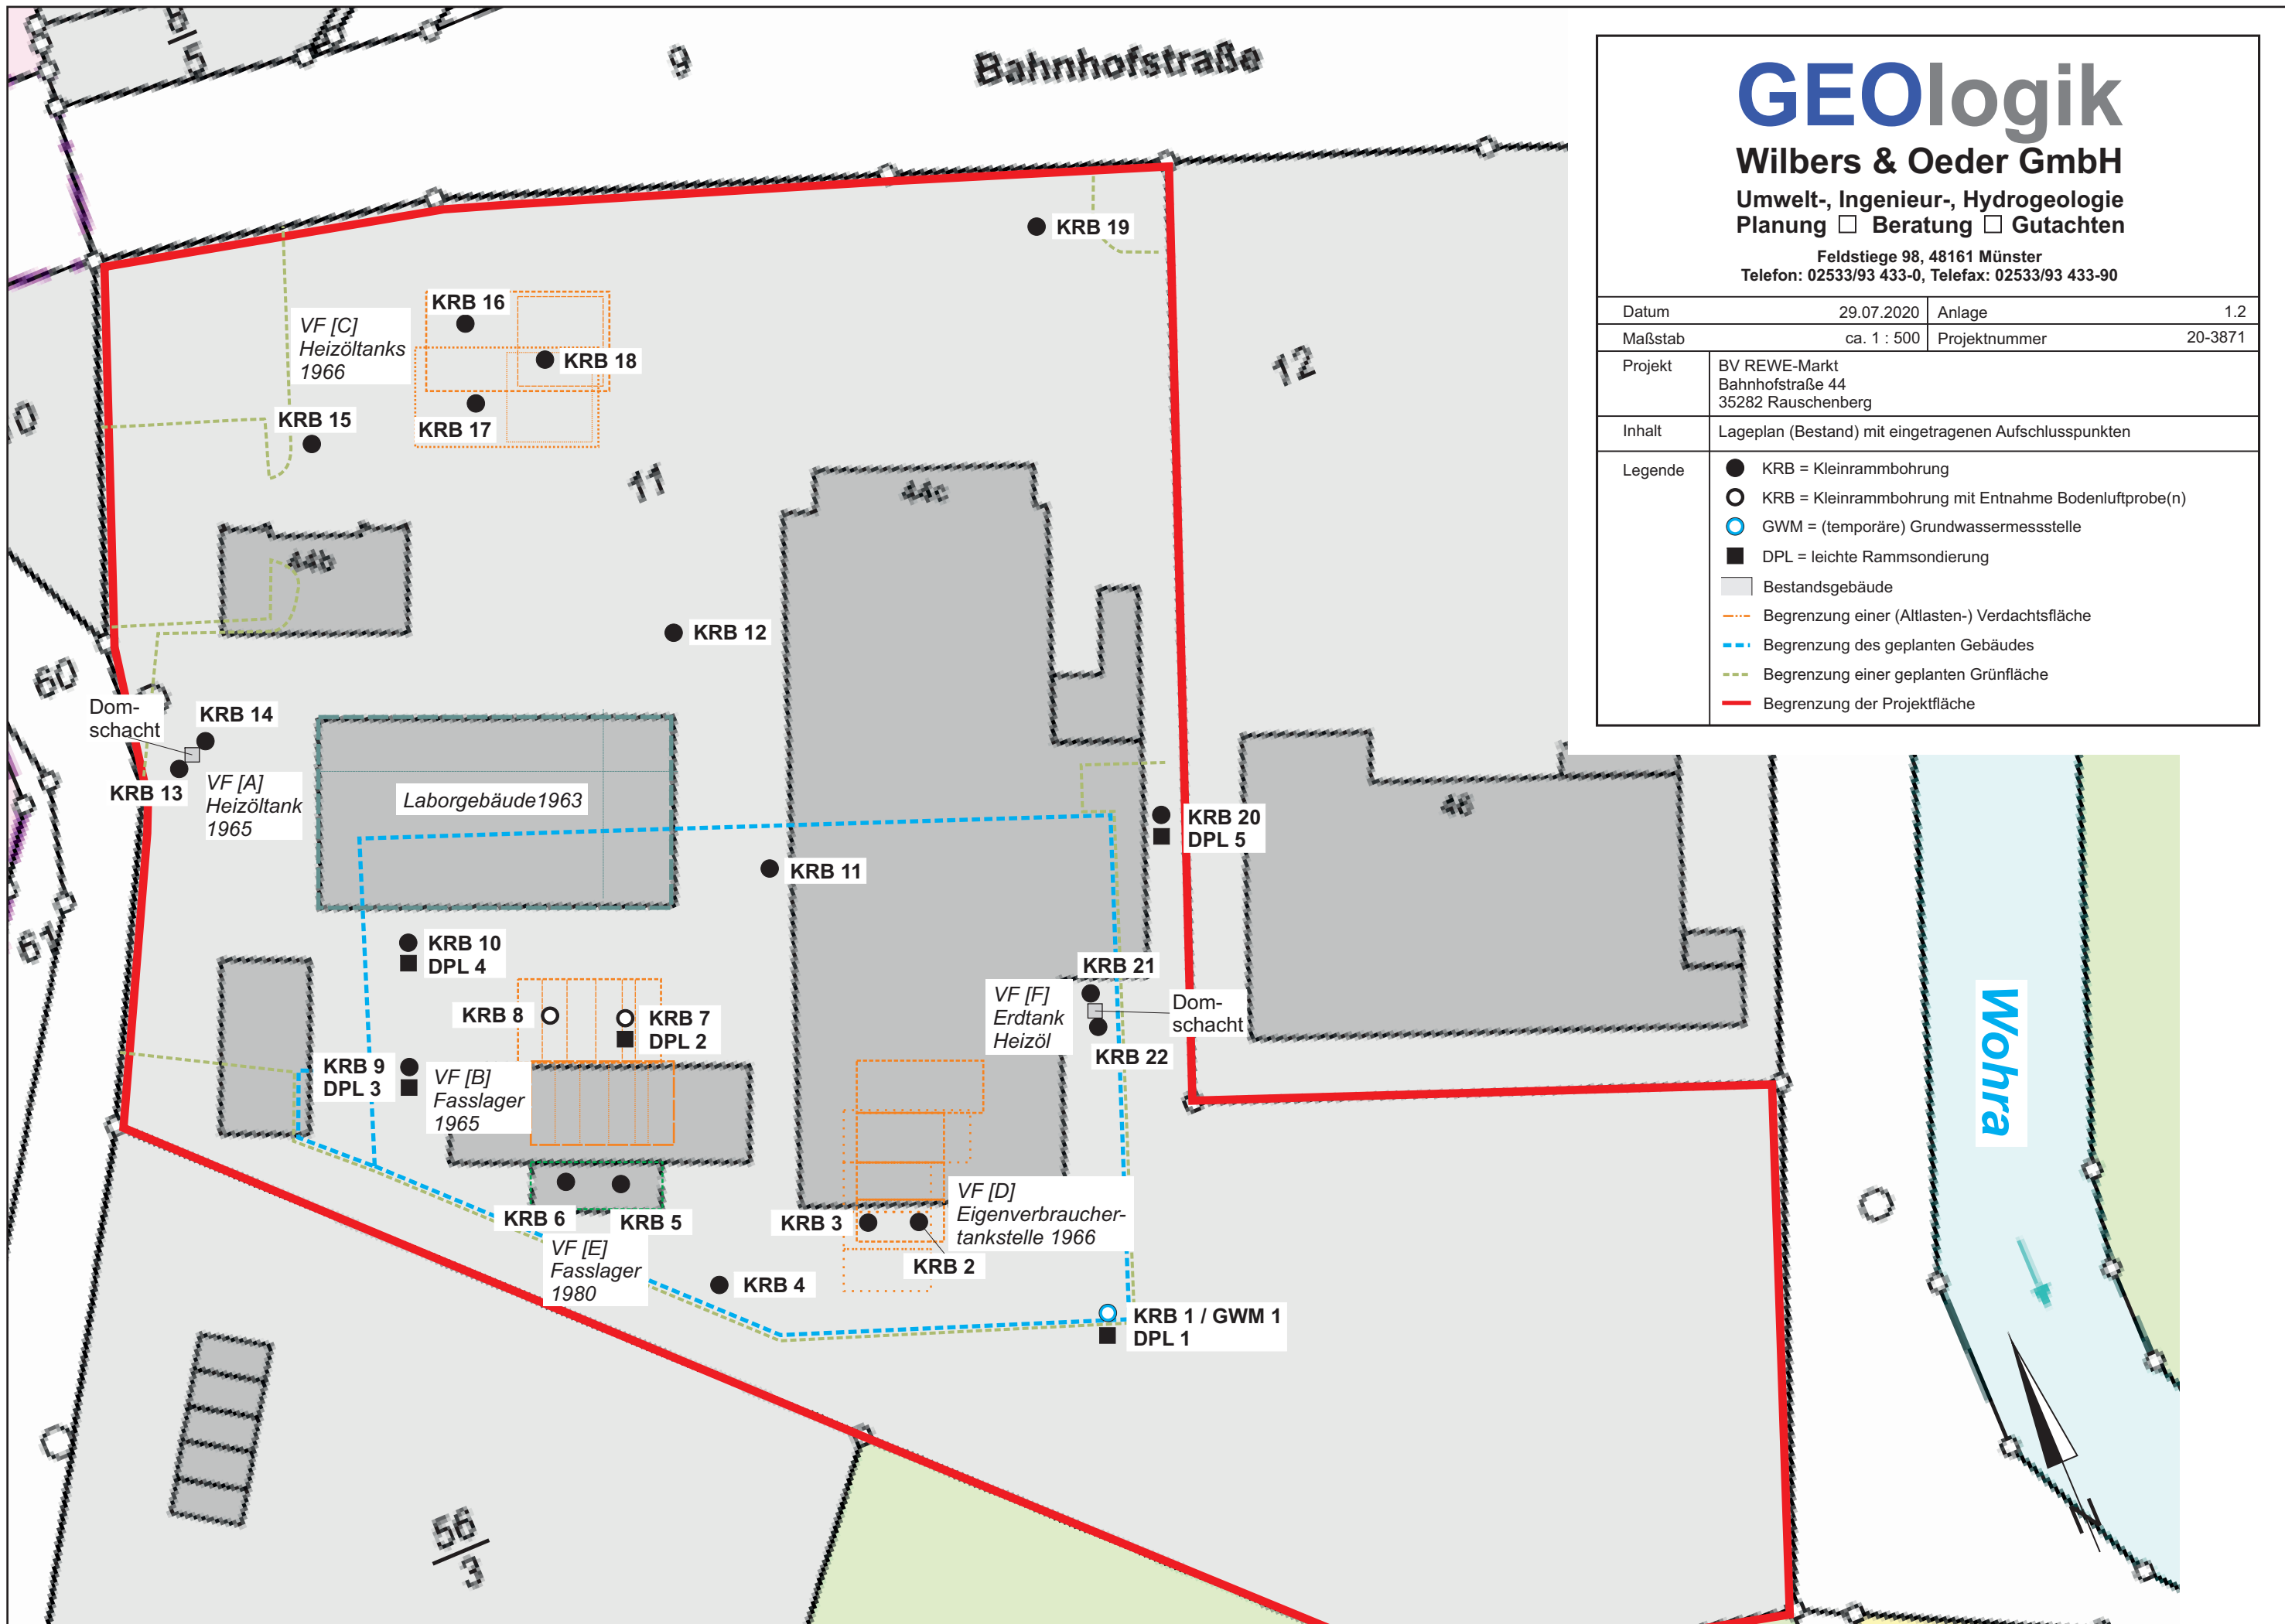 6
5
9
Bahnhofstraße
GEOlogik
Wilbers & Oeder GmbH
Umwelt-, Ingenieur-, Hydrogeologie
Planung □ Beratung □ Gutachten
Feldstiege 98, 48161 Münster
Telefon: 02533/93 433-0, Telefax: 02533/93 433-90
Datum 29.07.2020 Anlage 1.2
Maßstab ca. 1 : 500 Projektnummer 20-3871
Projekt BV REWE-Markt
Bahnhofstraße 44
35282 Rauschenberg
Inhalt Lageplan (Bestand) mit eingetragenen Aufschlusspunkten
Legende KRB = Kleinrammbohrung
KRB = Kleinrammbohrung mit Entnahme Bodenluftprobe(n)
GWM = (temporäre) Grundwassermessstelle
DPL = leichte Rammsondierung
Bestandsgebäude
Begrenzung einer (Altlasten-) Verdachtsfläche
Begrenzung des geplanten Gebäudes
Begrenzung einer geplanten Grünfläche
Begrenzung der Projektfläche
KRB 19
KRB 16
VF [C]
Heizöltanks
1966
KRB 18
12
KRB 15
KRB 17
11
44c
44b
KRB 12
60
Dom-
schacht
KRB 14
KRB 13
VF [A]
Heizöltank
1965
Laborgebäude1963
48
KRB 20
DPL 5
KRB 11
61
KRB 10
DPL 4
KRB 21
VF [F]
Erdtank
Heizöl
Dom-
schacht
KRB 22
KRB 8
KRB 7
DPL 2
Wohra
KRB 9
DPL 3
VF [B]
Fasslager
1965
KRB 6
KRB 5
KRB 3
VF [D]
Eigenverbraucher-
tankstelle 1966
KRB 2
VF [E]
Fasslager
1980
KRB 4
KRB 1 / GWM 1
DPL 1
56
3
N